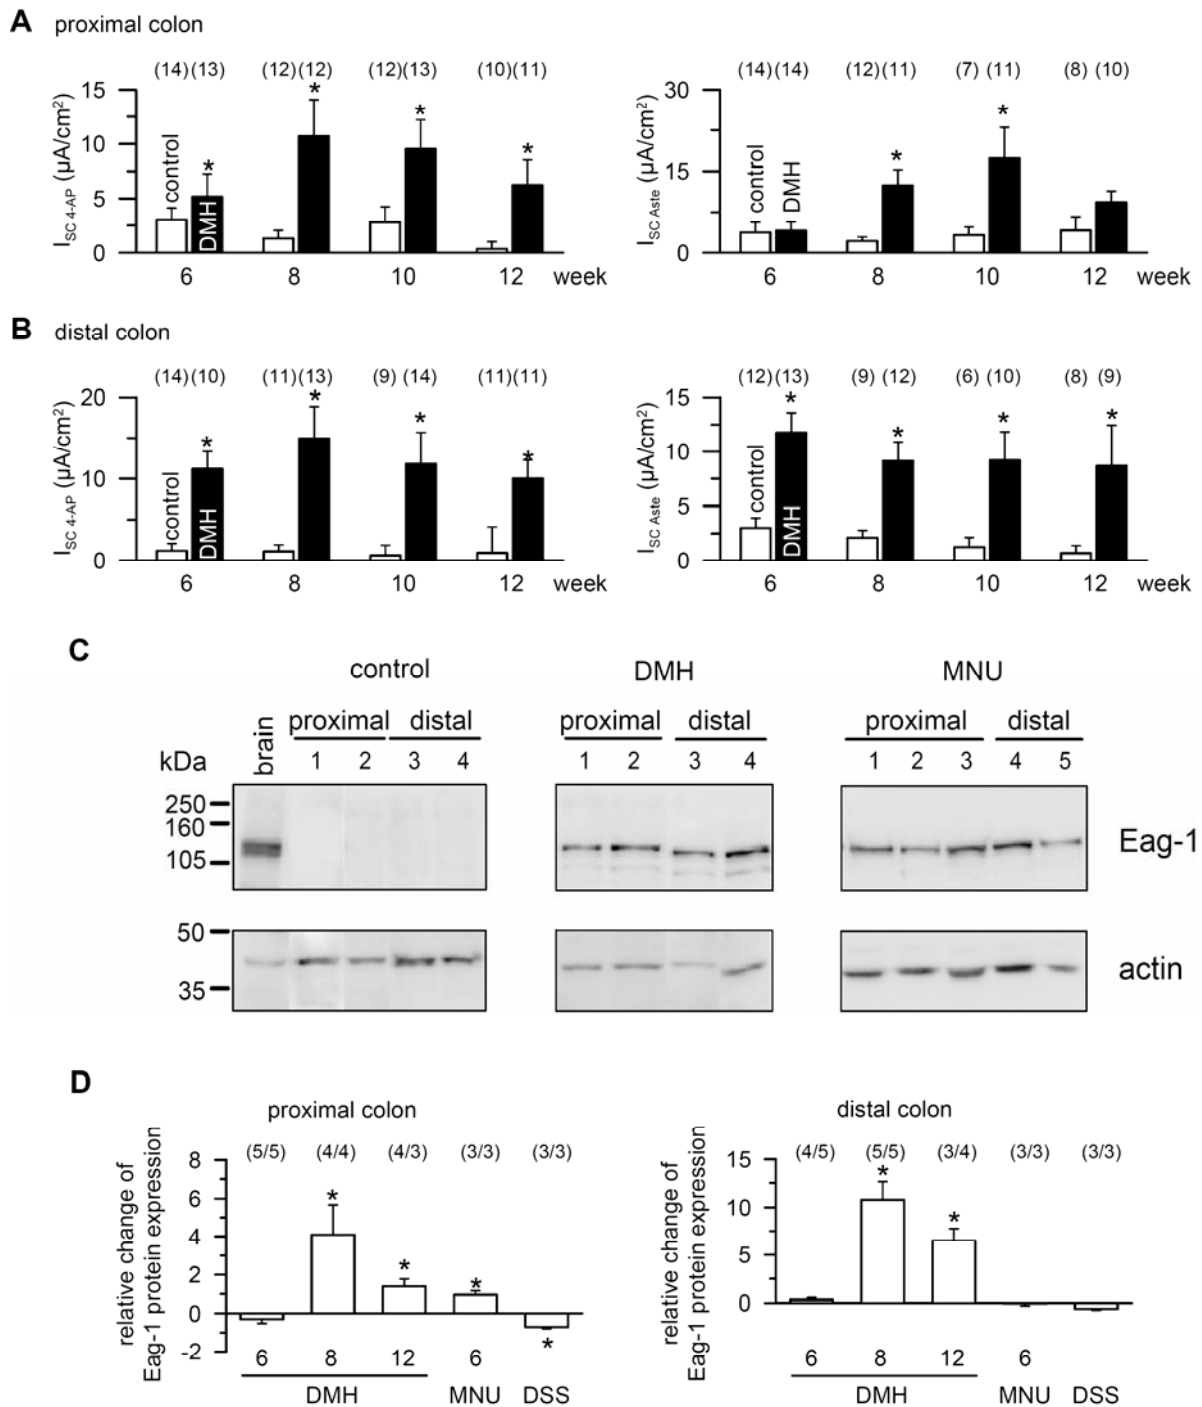 A proximal colon
(14)(13) (12)(12) (12)(13) (10)(11)
(14)(14) (12)(11) (7) (11) (8) (10)
15
10
5
0
I SC 4-AP (µA/cm²)
control
DMH
* * * *
6 8 10 12 week
30
15
0
I SC Aste (µA/cm²)
control
DMH
* *
6 8 10 12 week
B distal colon
(14)(10) (11)(13) (9) (14) (11)(11)
(12)(13) (9) (12) (6) (10) (8) (9)
20
10
0
I SC 4-AP (µA/cm²)
control
DMH
* * * *
6 8 10 12 week
15
10
5
0
I SC Aste (µA/cm²)
control
DMH
* * * *
6 8 10 12 week
C
control DMH MNU
brain proximal distal proximal distal proximal distal
kDa 1 2 3 4 1 2 3 4 1 2 3 4 5
250
160
105
Eag-1
50
35
actin
D
proximal colon
(5/5) (4/4) (4/3) (3/3) (3/3)
relative change of
Eag-1 protein expression
8
6
4
2
0
-2
* * * *
6 8 12 6
DMH MNU DSS
distal colon
(4/5) (5/5) (3/4) (3/3) (3/3)
relative change of
Eag-1 protein expression
15
10
5
0
* *
6 8 12 6
DMH MNU DSS